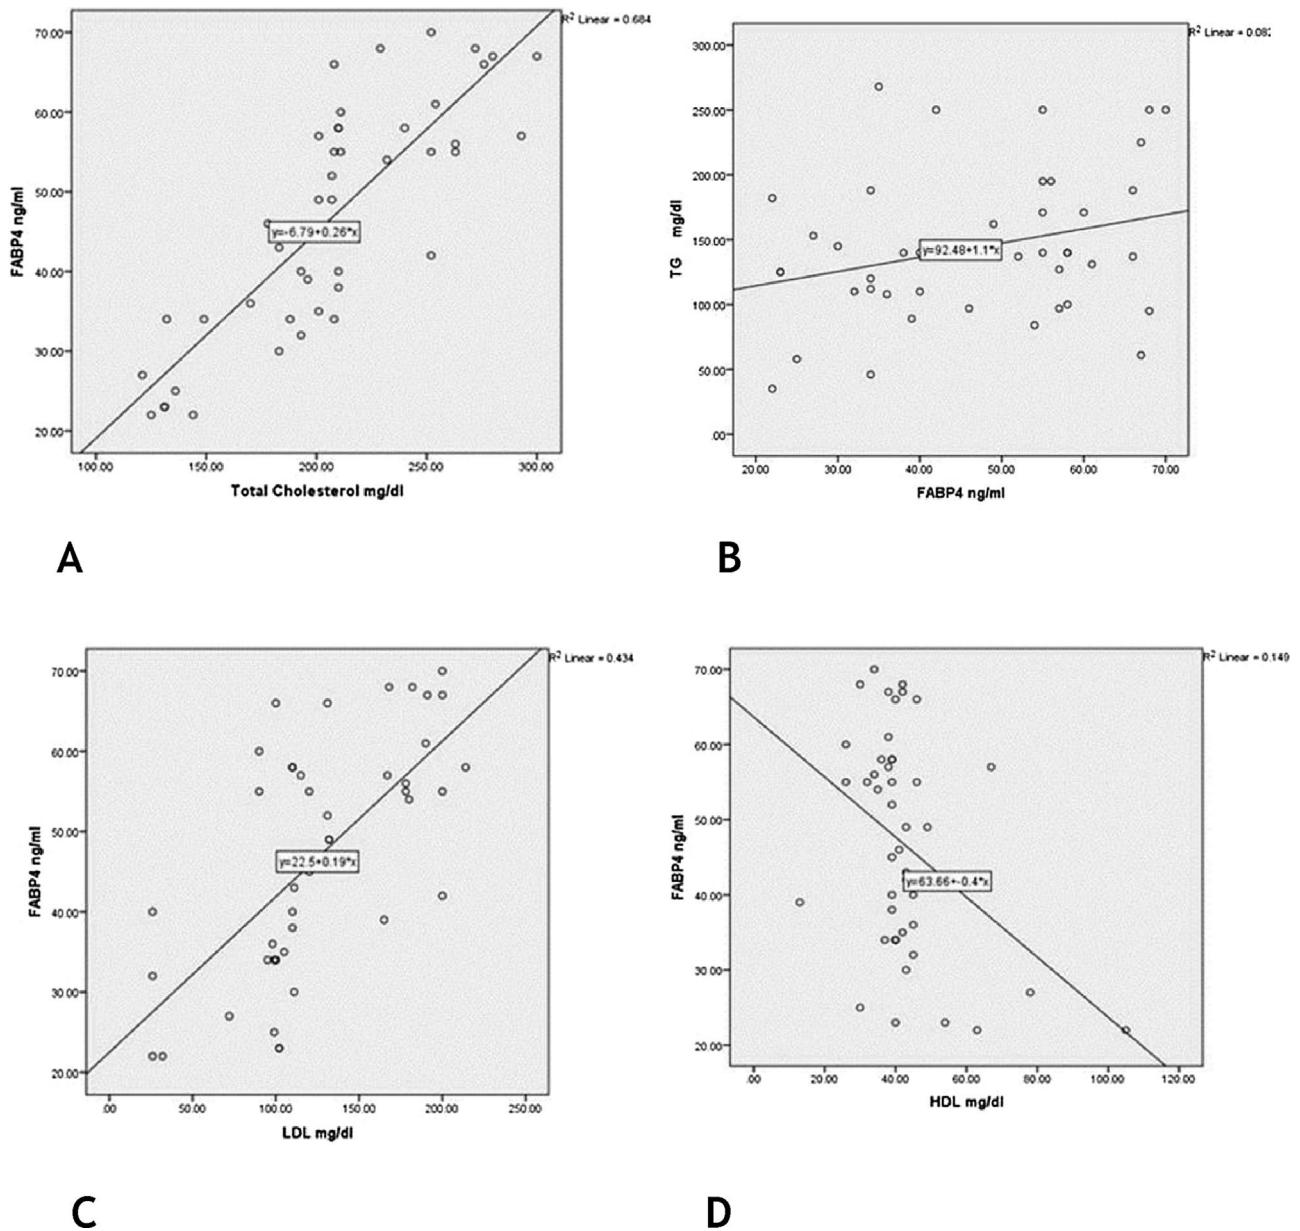 R² Linear = 0.684
70.00
60.00
50.00
40.00
30.00
20.00
FABP4 ng/ml
y=-6.79+0.26*x
100.00 150.00 200.00 250.00 300.00
Total Cholesterol mg/dl
A
R² Linear = 0.082
300.00
250.00
200.00
150.00
100.00
50.00
.00
TG mg/dl
y=92.48+1.1*x
20.00 30.00 40.00 50.00 60.00 70.00
FABP4 ng/ml
B
R² Linear = 0.434
70.00
60.00
50.00
40.00
30.00
20.00
FABP4 ng/ml
y=22.5+0.19*x
.00 50.00 100.00 150.00 200.00 250.00
LDL mg/dl
C
R² Linear = 0.149
70.00
60.00
50.00
40.00
30.00
20.00
FABP4 ng/ml
y=63.66+-0.4*x
.00 20.00 40.00 60.00 80.00 100.00 120.00
HDL mg/dl
D